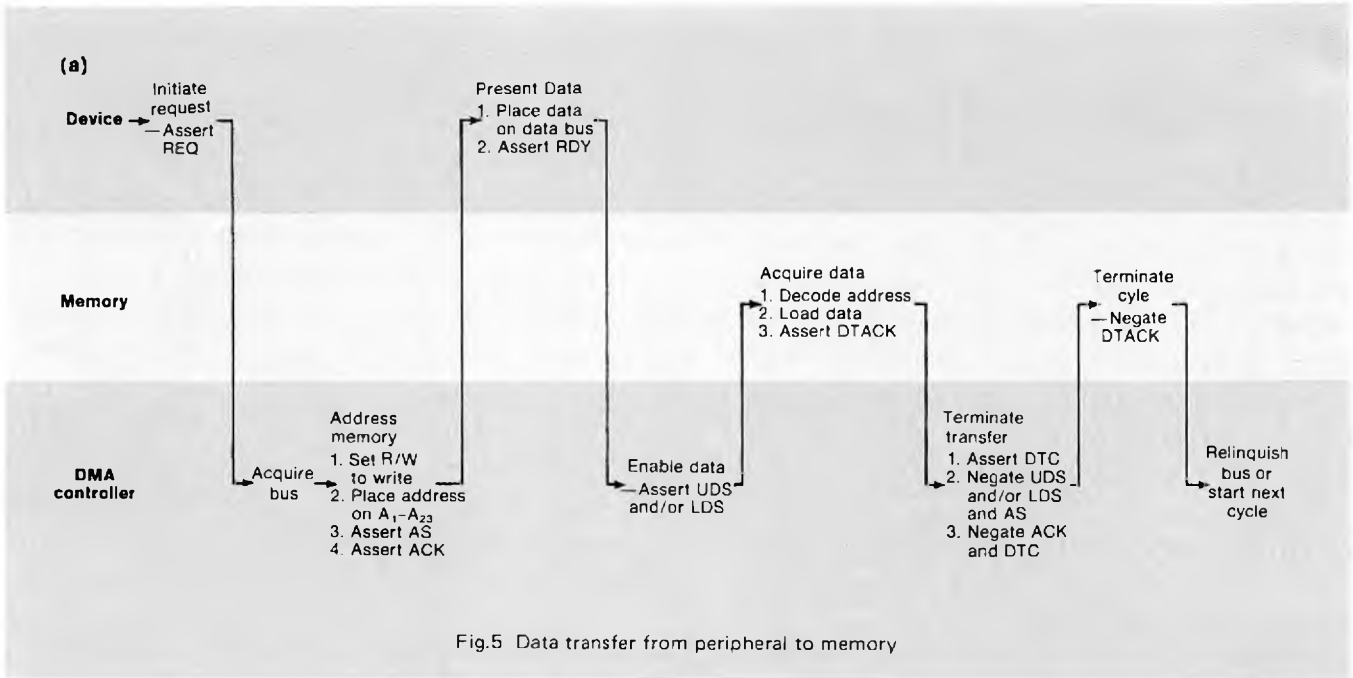 (a)
Device
Initiate
request
—Assert
REQ
Present Data
1. Place data
on data bus
2. Assert RDY
Memory
Acquire data
1. Decode address
2. Load data
3. Assert DTACK
Terminate
cyle
—Negate
DTACK
DMA
controller
Acquire
bus
Address
memory
1. Set R/W
to write
2. Place address
on A₁–A₂₃
3. Assert AS
4. Assert ACK
Enable data
—Assert UDS
and/or LDS
Terminate
transfer
1. Assert DTC
2. Negate UDS
and/or LDS
and AS
3. Negate ACK
and DTC
Relinquish
bus or
start next
cycle
Fig.5 Data transfer from peripheral to memory